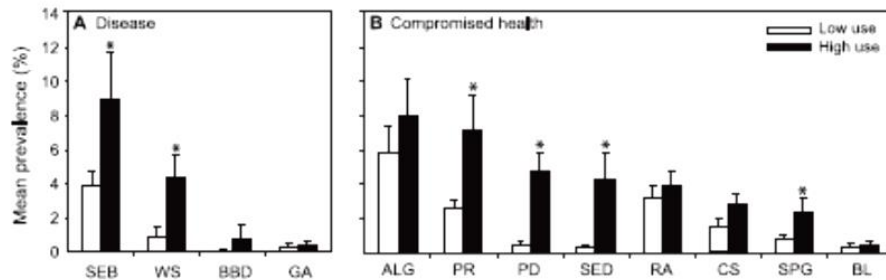 A Disease
B Compromised health
Low use
High use
Mean prevalence (%)
14
12
10
8
6
4
2
0
* * * * * *
SEB WS BBD GA
ALG PR PD SED RA CS SPG BL